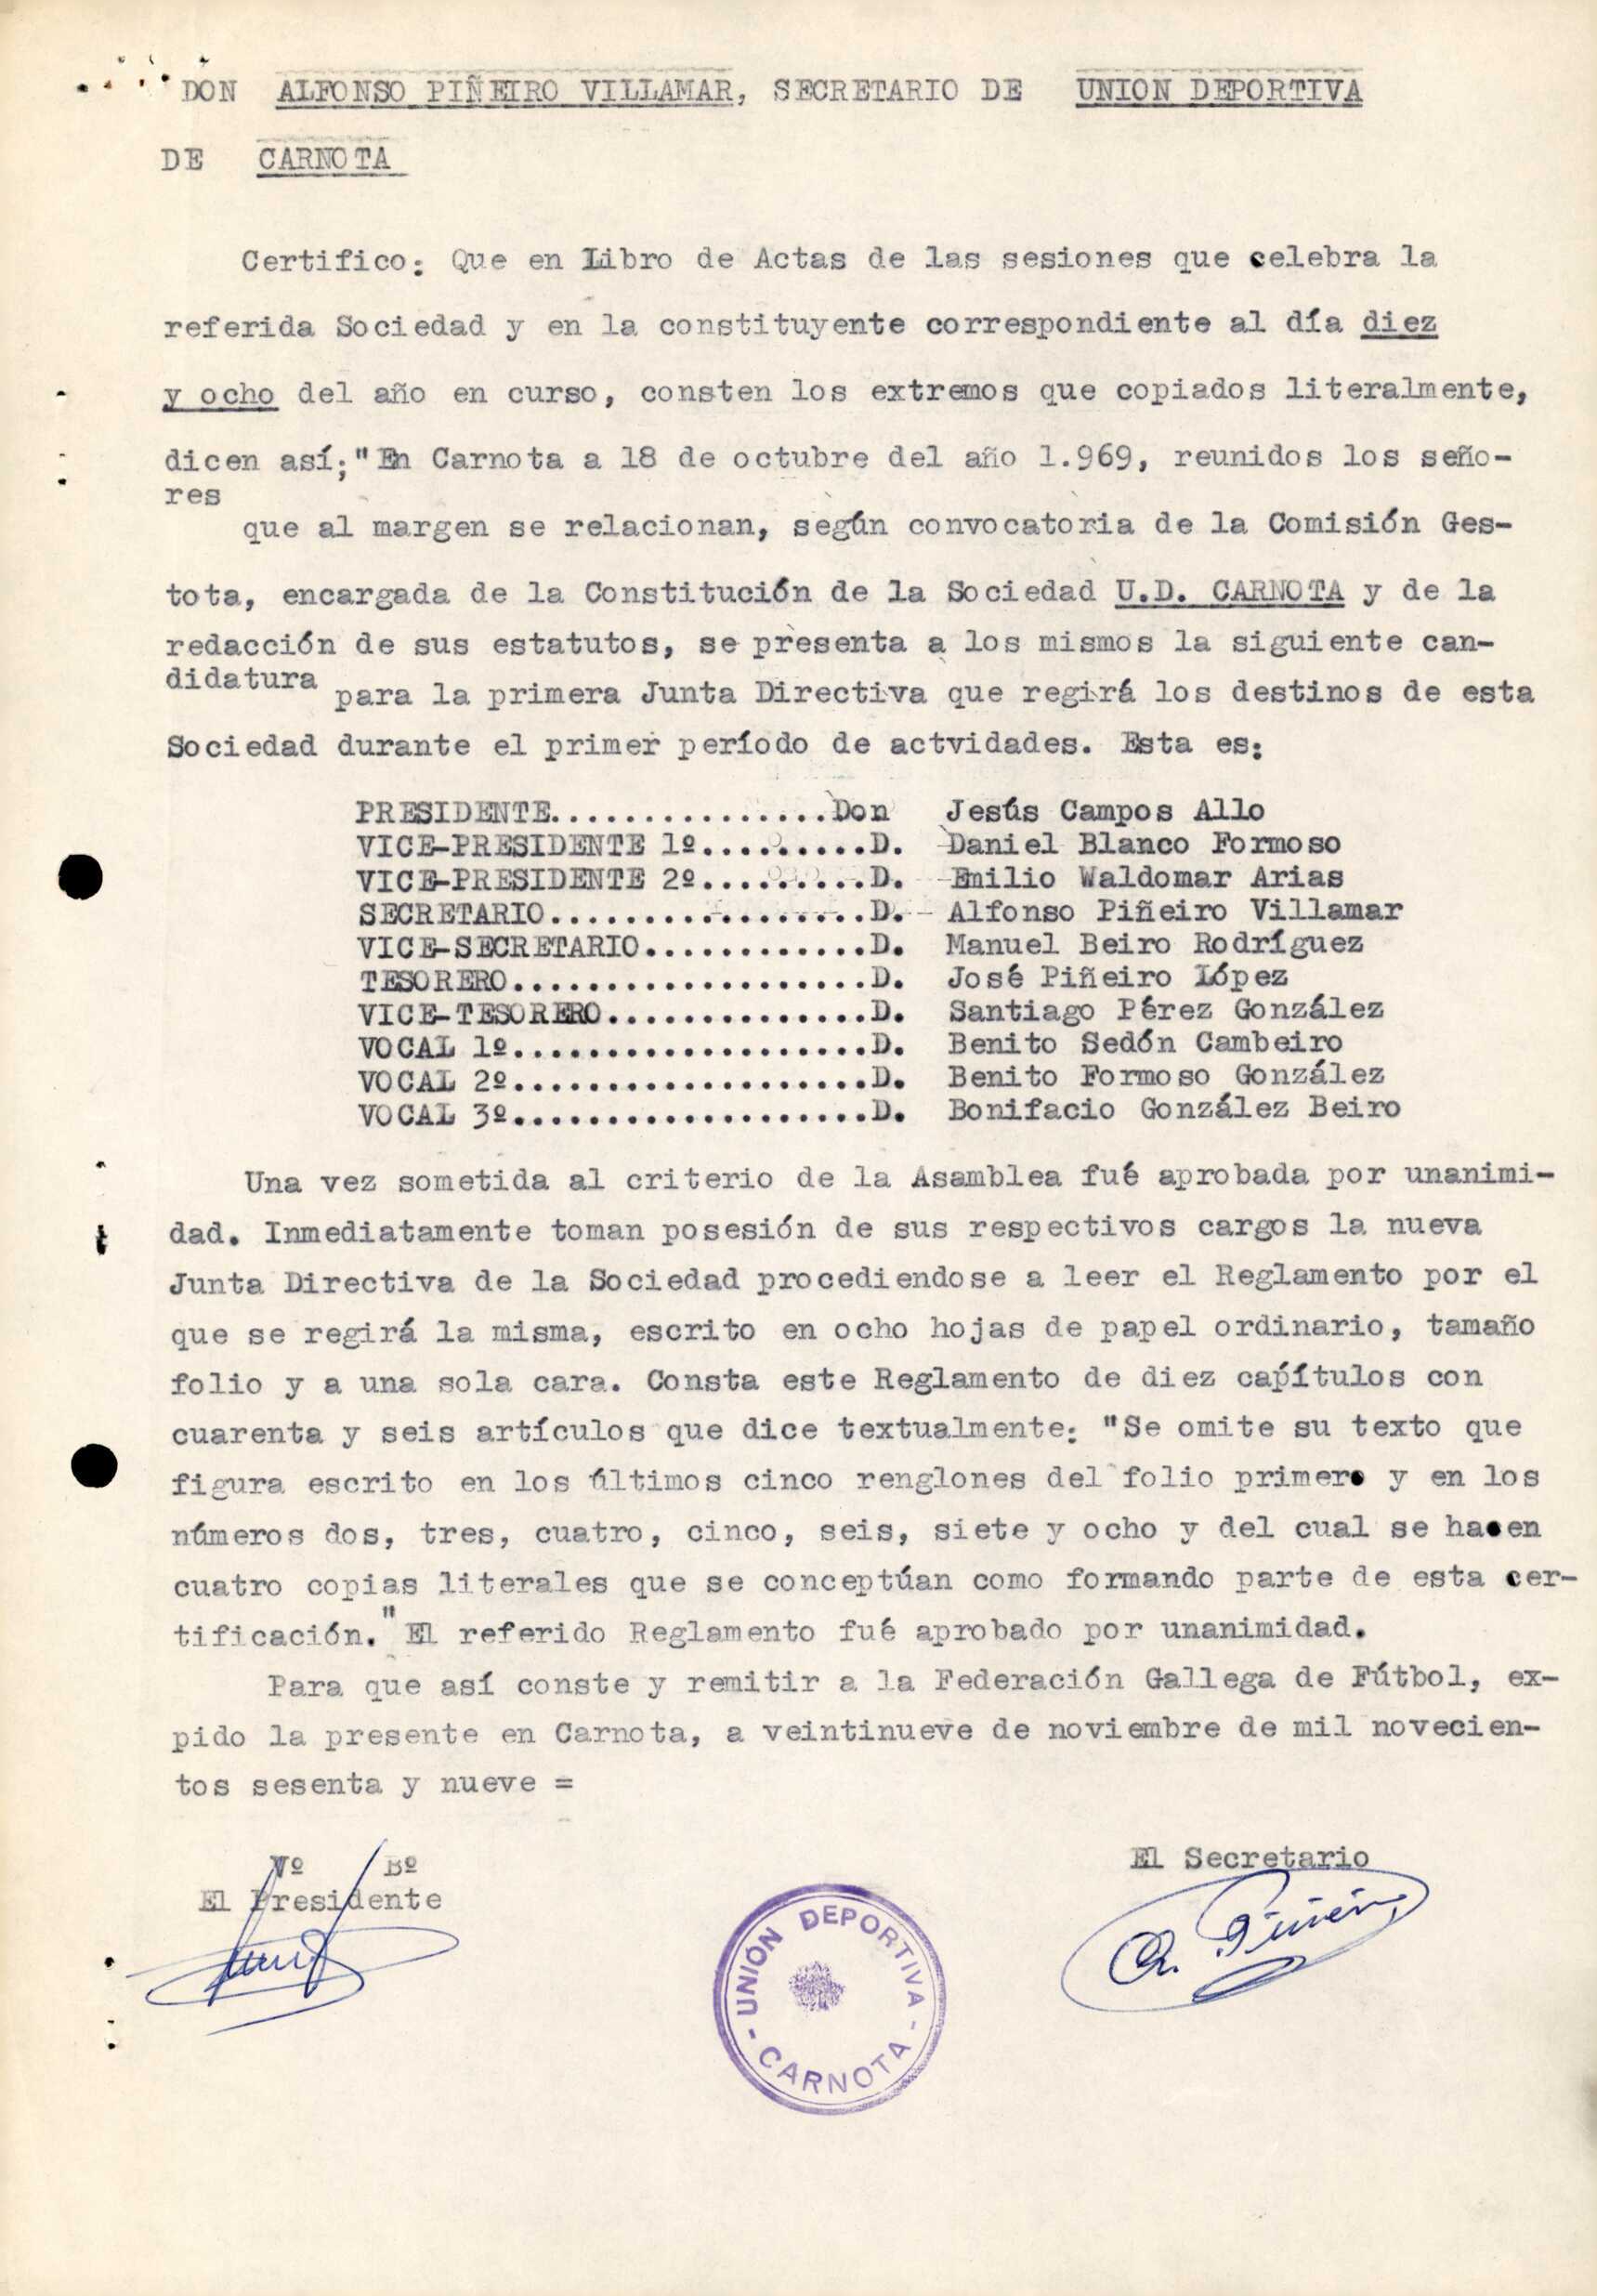 DON ALFONSO PIÑEIRO VILLAMAR, SECRETARIO DE UNION DEPORTIVA
DE CARNOTA
Certifico: Que en Libro de Actas de las sesiones que celebra la
referida Sociedad y en la constituyente correspondiente al día diez
y ocho del año en curso, consten los extremos que copiados literalmente,
dicen así;"En Carnota a 18 de octubre del año 1.969, reunidos los seño-
res
que al margen se relacionan, según convocatoria de la Comisión Ges-
tota, encargada de la Constitución de la Sociedad U.D. CARNOTA y de la
redacción de sus estatutos, se presenta a los mismos la siguiente can-
didatura para la primera Junta Directiva que regirá los destinos de esta
Sociedad durante el primer período de actvidades. Esta es:
PRESIDENTE...............Don Jesús Campos Allo
VICE-PRESIDENTE 1º.........D. Daniel Blanco Formoso
VICE-PRESIDENTE 2º.........D. Emilio Waldomar Arias
SECRETARIO.................D. Alfonso Piñeiro Villamar
VICE-SECRETARIO............D. Manuel Beiro Rodríguez
TESORERO...................D. José Piñeiro López
VICE-TESORERO..............D. Santiago Pérez González
VOCAL 1º...................D. Benito Sedón Cambeiro
VOCAL 2º...................D. Benito Formoso González
VOCAL 3º...................D. Bonifacio González Beiro
Una vez sometida al criterio de la Asamblea fué aprobada por unanimi-
dad. Inmediatamente toman posesión de sus respectivos cargos la nueva
Junta Directiva de la Sociedad procediendose a leer el Reglamento por el
que se regirá la misma, escrito en ocho hojas de papel ordinario, tamaño
folio y a una sola cara. Consta este Reglamento de diez capítulos con
cuarenta y seis artículos que dice textualmente: "Se omite su texto que
figura escrito en los últimos cinco renglones del folio primero y en los
números dos, tres, cuatro, cinco, seis, siete y ocho y del cual se hacen
cuatro copias literales que se conceptúan como formando parte de esta cer-
tificación." El referido Reglamento fué aprobado por unanimidad.
Para que así conste y remitir a la Federación Gallega de Fútbol, ex-
pido la presente en Carnota, a veintinueve de noviembre de mil novecien-
tos sesenta y nueve =
Vº Bº
El Presidente
El Secretario
A. Piñeiro
UNIÓN DEPORTIVA
- CARNOTA -